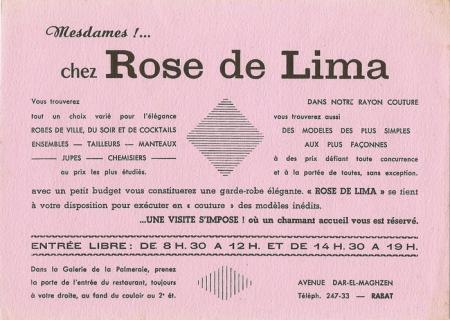 Mesdames !...
chez Rose de Lima
Vous trouverez
tout un choix varié pour l'élégance
ROBES DE VILLE, DU SOIR ET DE COCKTAILS
ENSEMBLES — TAILLEURS — MANTEAUX
——— JUPES ——— CHEMISIERS ———
au prix les plus étudiés.
DANS NOTRE RAYON COUTURE
vous trouverez aussi
DES MODELES DES PLUS SIMPLES
AUX PLUS FAÇONNES
à des prix défiant toute concurrence
et à la portée de toutes, sans exception.
avec un petit budget vous constituerez une garde-robe élégante. « ROSE DE LIMA » se tient
à votre disposition pour exécuter en « couture » des modèles inédits.
...UNE VISITE S'IMPOSE ! où un charmant accueil vous est réservé.
ENTRÉE LIBRE : DE 8 H. 30 A 12 H. ET DE 14 H. 30 A 19 H.
Dans la Galerie de la Palmeraie, prenez
la porte de l'entrée du restaurant, toujours
à votre droite, au fond du couloir au 2e ét.
AVENUE DAR-EL-MAGHZEN
Téléph. 247-33 — RABAT